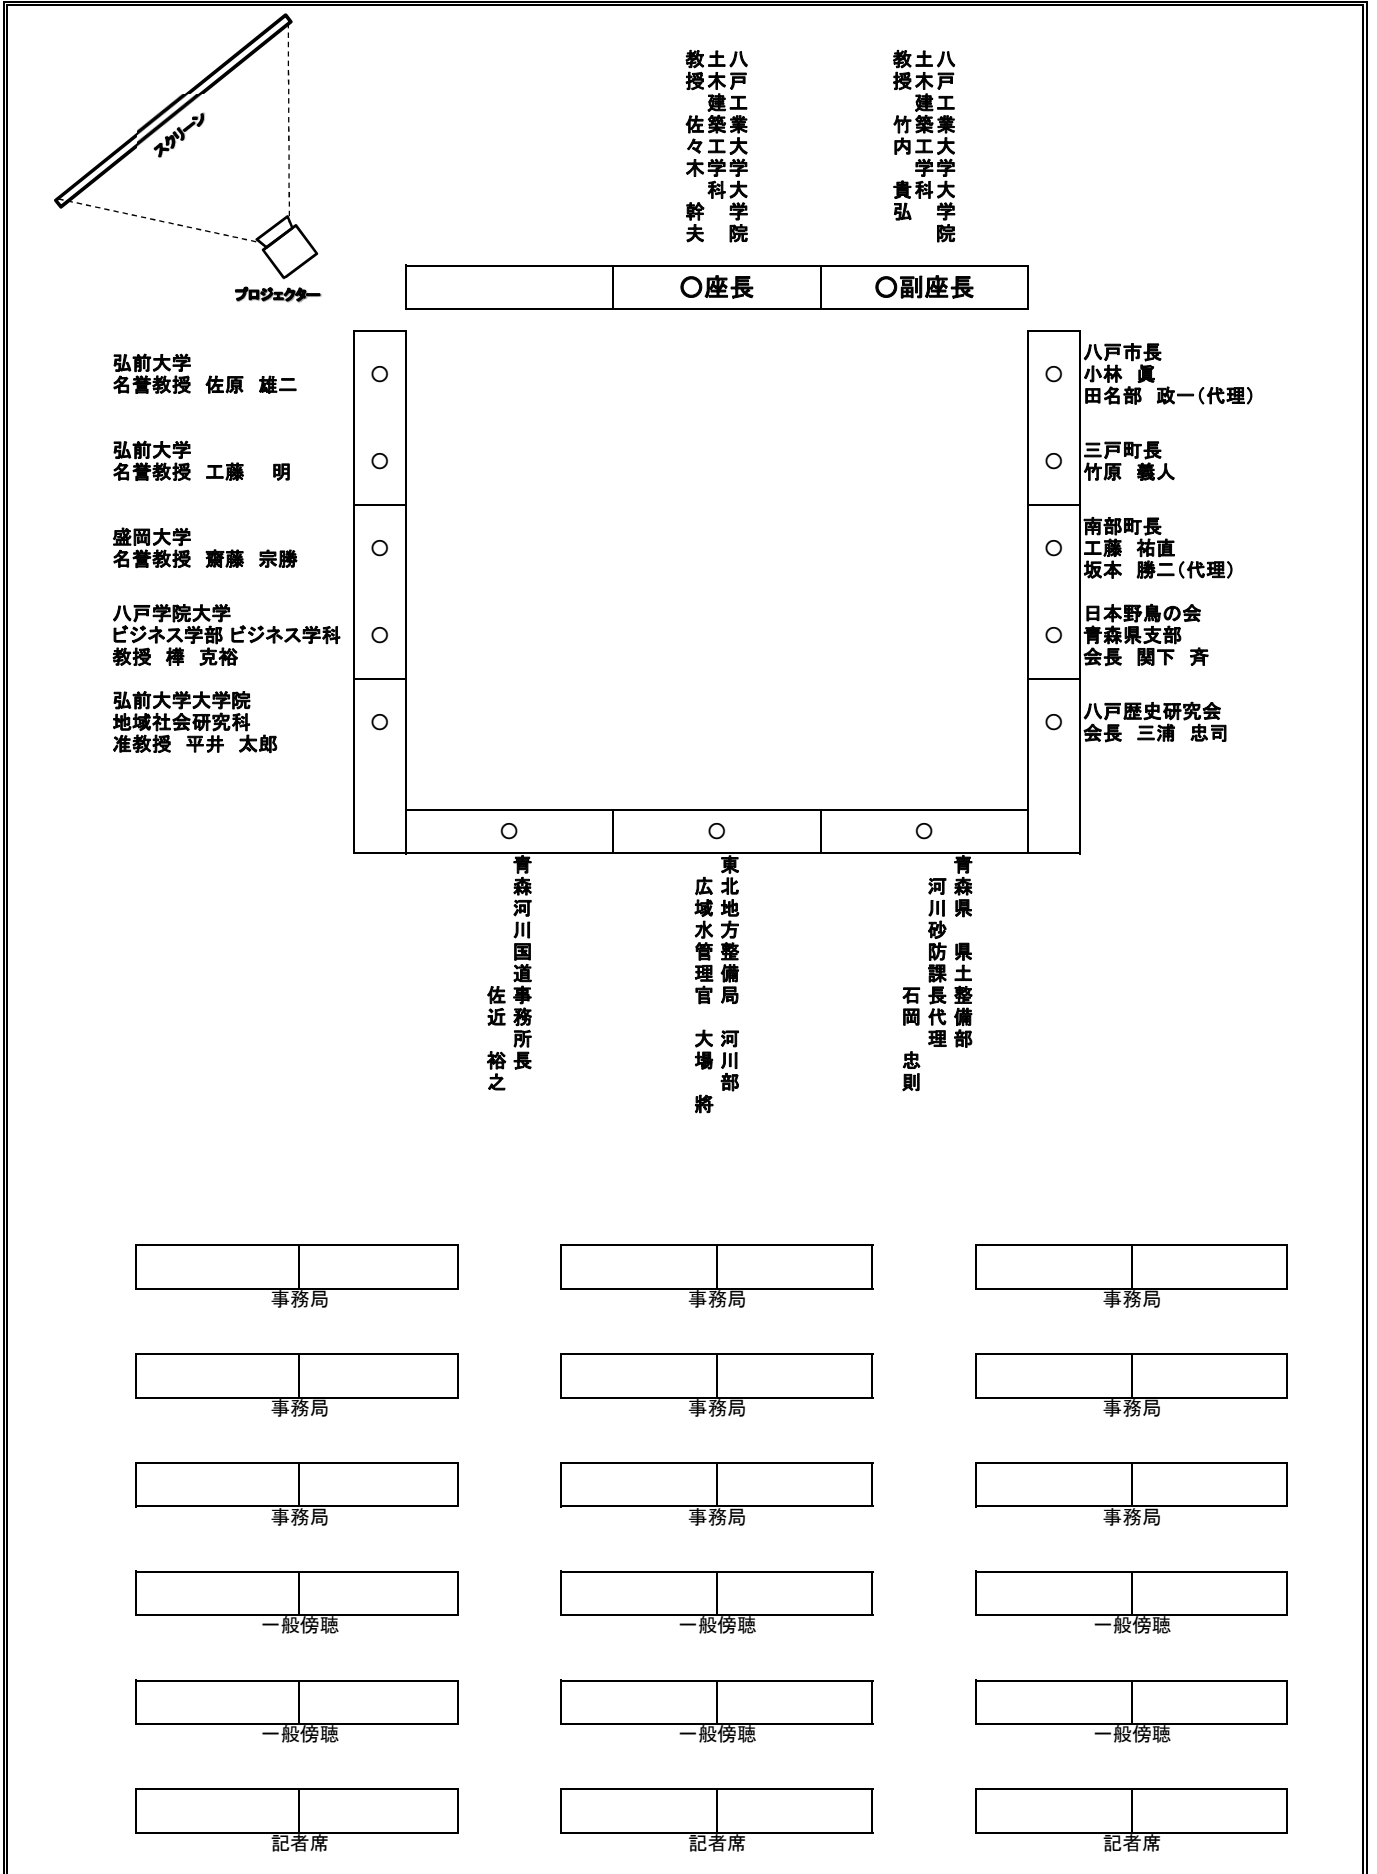 スクリーン
プロジェクター
八戸工業大学大学院
土木建築工学科
教授 佐々木 幹夫
八戸工業大学大学院
土木建築工学科
教授 竹内 貴弘
○座長
○副座長
弘前大学
名誉教授 佐原 雄二
弘前大学
名誉教授 工藤 明
盛岡大学
名誉教授 齋藤 宗勝
八戸学院大学
ビジネス学部 ビジネス学科
教授 樺 克裕
弘前大学大学院
地域社会研究科
准教授 平井 太郎
○
○
○
○
○
○
○
○
○
○
八戸市長
小林 眞
田名部 政一(代理)
三戸町長
竹原 義人
南部町長
工藤 祐直
坂本 勝二(代理)
日本野鳥の会
青森県支部
会長 関下 斉
八戸歴史研究会
会長 三浦 忠司
○
○
○
青森河川国道事務所長
佐近 裕之
東北地方整備局 河川部
広域水管理官 大場 將
青森県 県土整備部
河川砂防課長代理
石岡 忠則
事務局
事務局
事務局
事務局
事務局
事務局
事務局
事務局
事務局
一般傍聴
一般傍聴
一般傍聴
一般傍聴
一般傍聴
一般傍聴
記者席
記者席
記者席